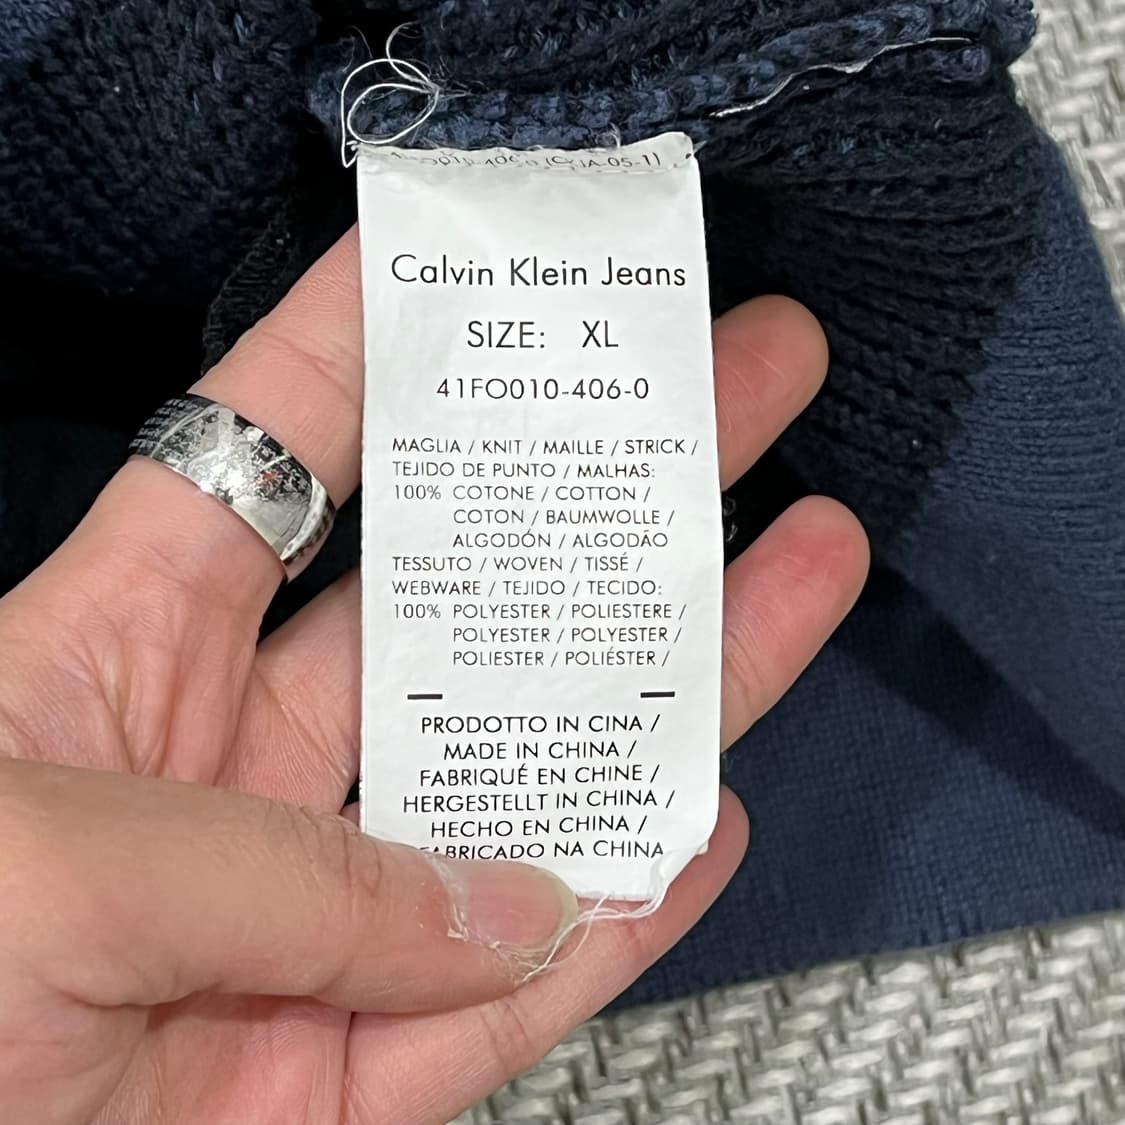 Calvin Klein Jeans
SIZE: XL
41FO010-406-0
MAGLIA / KNIT / MAILLE / STRICK /
TEJIDO DE PUNTO / MALHAS:
100% COTONE / COTTON /
COTON / BAUMWOLLE /
ALGODÓN / ALGODÃO
TESSUTO / WOVEN / TISSÉ /
WEBWARE / TEJIDO / TECIDO:
100% POLYESTER / POLIESTERE /
POLYESTER / POLYESTER /
POLIESTER / POLIÉSTER /
PRODOTTO IN CINA /
MADE IN CHINA /
FABRIQUÉ EN CHINE /
HERGESTELLT IN CHINA /
HECHO EN CHINA /
FABRICADO NA CHINA